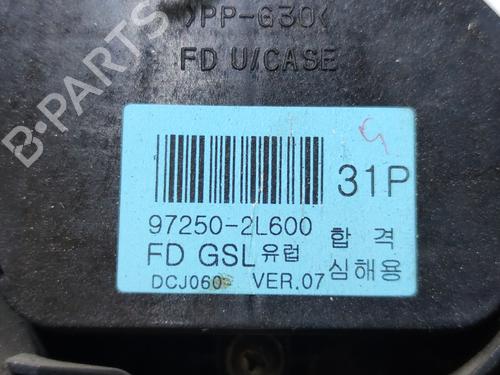 >PP-G30<
FD U/CASE
B-PARTS
31P
97250-2L600
FD GSL 유럽 합 격
DCJ060 VER.07 심해용